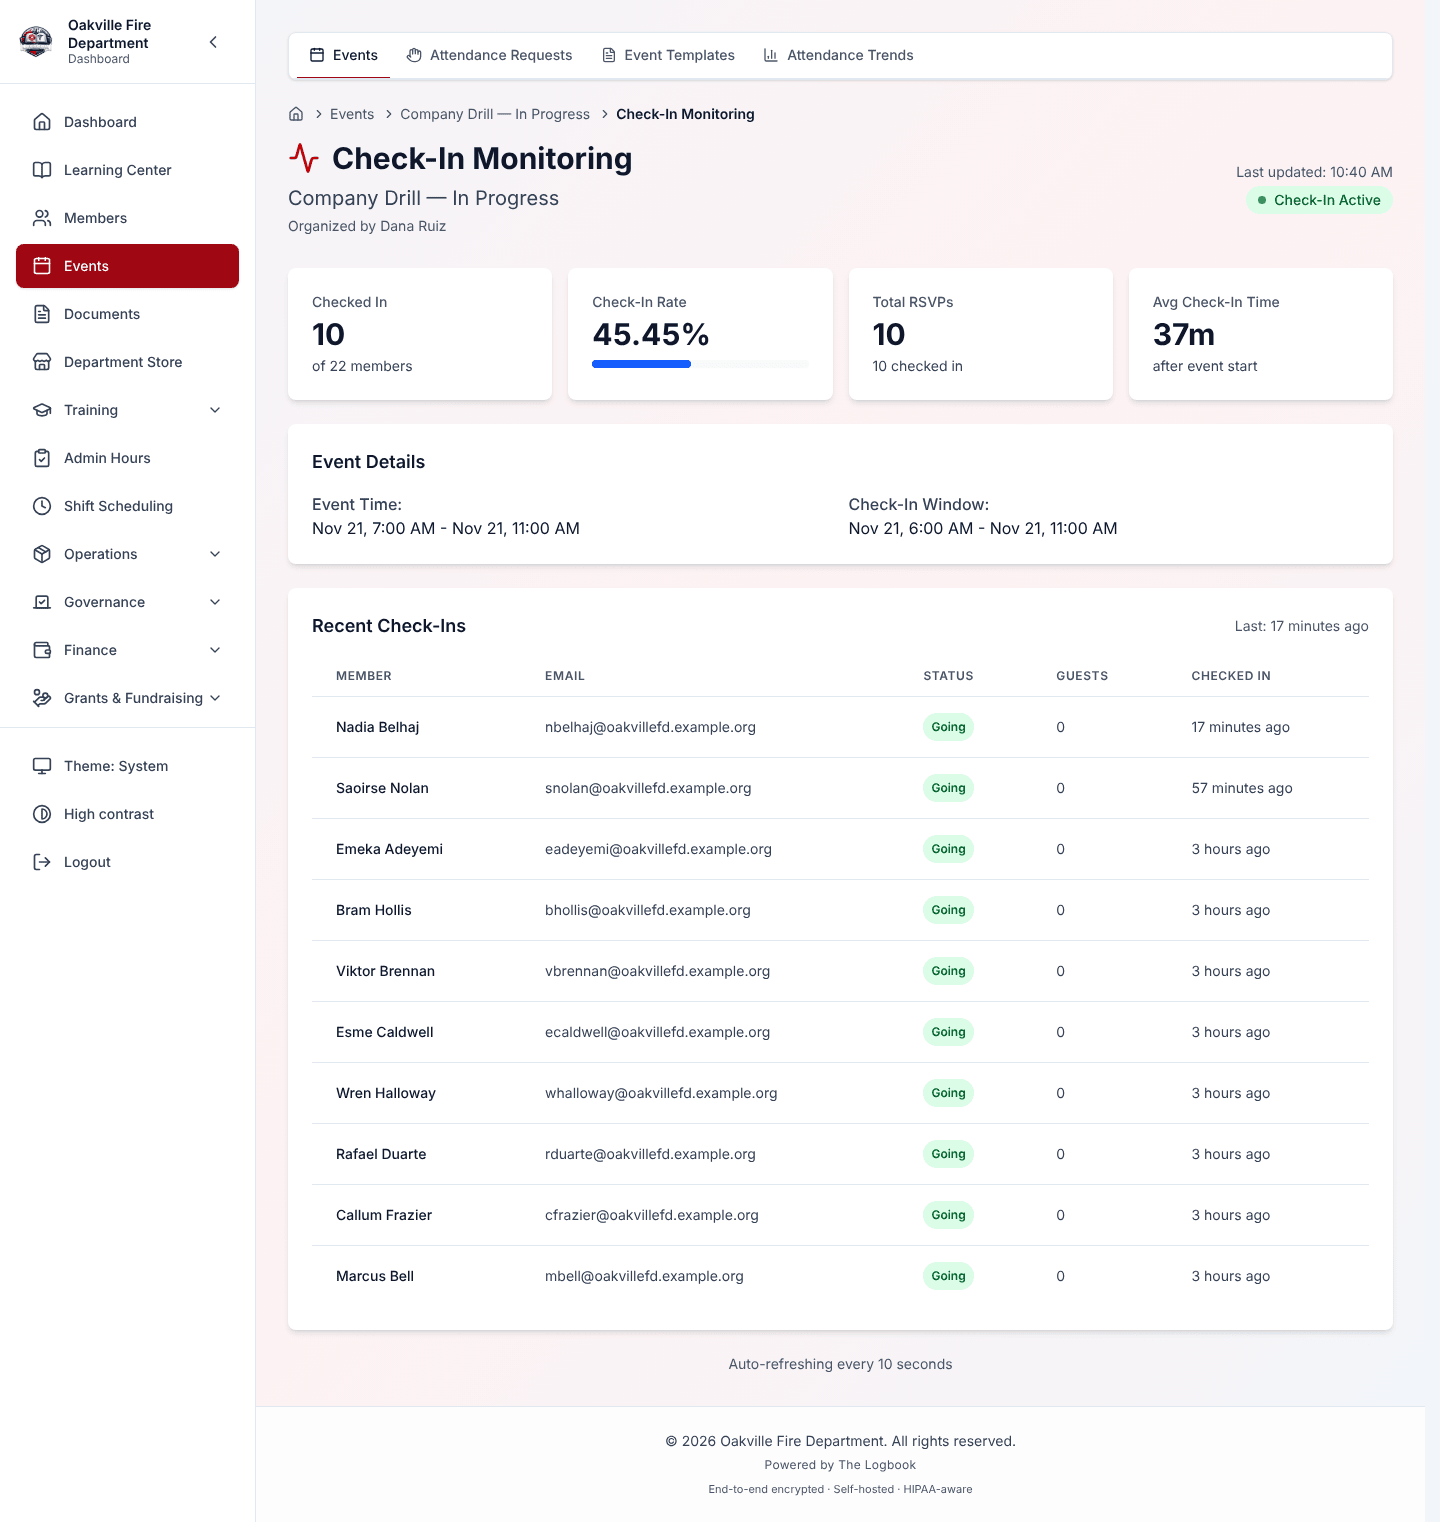 Oakville Fire
Department
Dashboard
Dashboard
Learning Center
Members
Events
Documents
Department Store
Training
Admin Hours
Shift Scheduling
Operations
Governance
Finance
Grants & Fundraising
Theme: System
High contrast
Logout
Events Attendance Requests Event Templates Attendance Trends
Events Company Drill — In Progress Check-In Monitoring
Check-In Monitoring
Company Drill — In Progress
Organized by Dana Ruiz
Last updated: 10:40 AM
Check-In Active
Checked In
10
of 22 members
Check-In Rate
45.45%
Total RSVPs
10
10 checked in
Avg Check-In Time
37m
after event start
Event Details
Event Time:
Nov 21, 7:00 AM - Nov 21, 11:00 AM
Check-In Window:
Nov 21, 6:00 AM - Nov 21, 11:00 AM
Recent Check-Ins
Last: 17 minutes ago
MEMBER EMAIL STATUS GUESTS CHECKED IN
Nadia Belhaj nbelhaj@oakvillefd.example.org Going 0 17 minutes ago
Saoirse Nolan snolan@oakvillefd.example.org Going 0 57 minutes ago
Emeka Adeyemi eadeyemi@oakvillefd.example.org Going 0 3 hours ago
Bram Hollis bhollis@oakvillefd.example.org Going 0 3 hours ago
Viktor Brennan vbrennan@oakvillefd.example.org Going 0 3 hours ago
Esme Caldwell ecaldwell@oakvillefd.example.org Going 0 3 hours ago
Wren Halloway whalloway@oakvillefd.example.org Going 0 3 hours ago
Rafael Duarte rduarte@oakvillefd.example.org Going 0 3 hours ago
Callum Frazier cfrazier@oakvillefd.example.org Going 0 3 hours ago
Marcus Bell mbell@oakvillefd.example.org Going 0 3 hours ago
Auto-refreshing every 10 seconds
© 2026 Oakville Fire Department. All rights reserved.
Powered by The Logbook
End-to-end encrypted · Self-hosted · HIPAA-aware